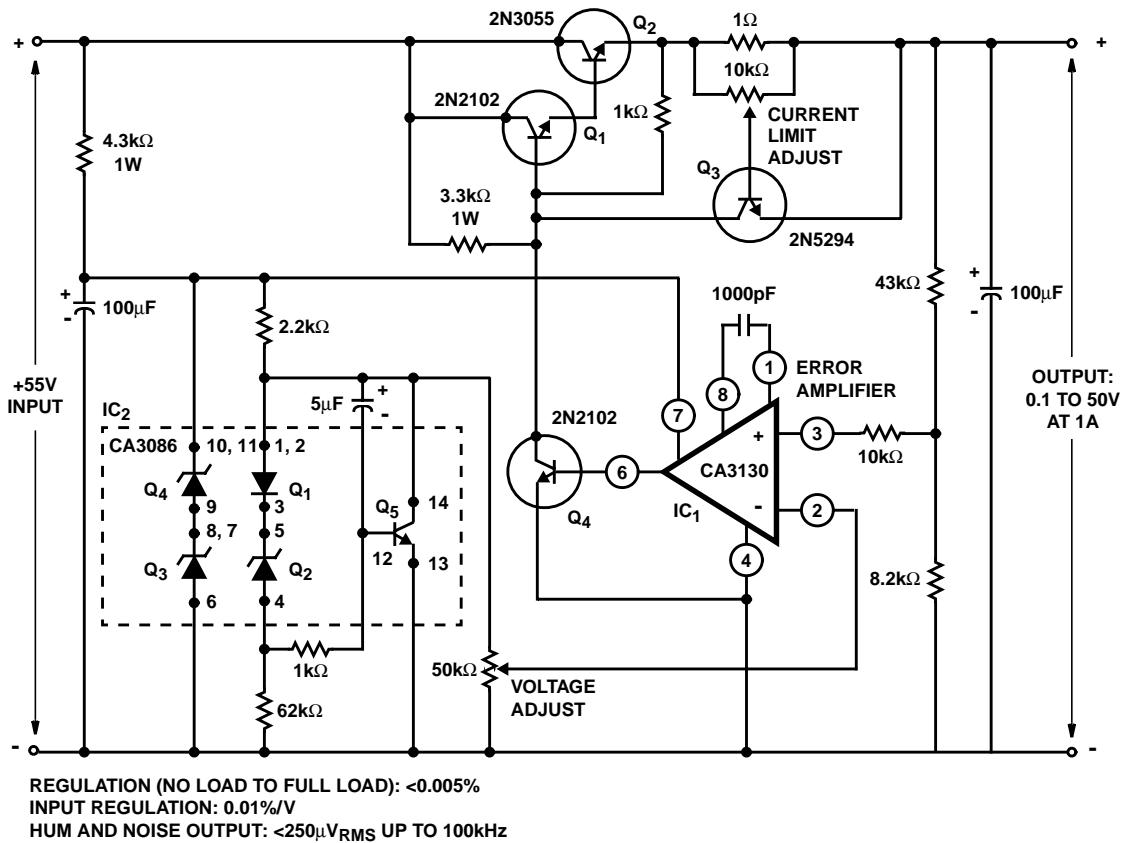 2N3055
Q2
1Ω
+
+
10kΩ
2N2102
Q1
1kΩ
CURRENT
LIMIT
ADJUST
4.3kΩ
1W
Q3
3.3kΩ
1W
2N5294
+
-
100μF
2.2kΩ
1000pF
43kΩ
+
-
100μF
+55V
INPUT
1
ERROR
AMPLIFIER
8
OUTPUT:
0.1 TO 50V
AT 1A
5μF
+
-
IC2
2N2102
7
CA3086
10, 11
1, 2
+
3
10kΩ
6
CA3130
Q4
Q1
9
3
Q5
14
Q4
IC1
-
2
8, 7
5
12
13
4
Q3
Q2
6
4
8.2kΩ
1kΩ
50kΩ
VOLTAGE
ADJUST
62kΩ
-
-
REGULATION (NO LOAD TO FULL LOAD): <0.005%
INPUT REGULATION: 0.01%/V
HUM AND NOISE OUTPUT: <250μVRMS UP TO 100kHz